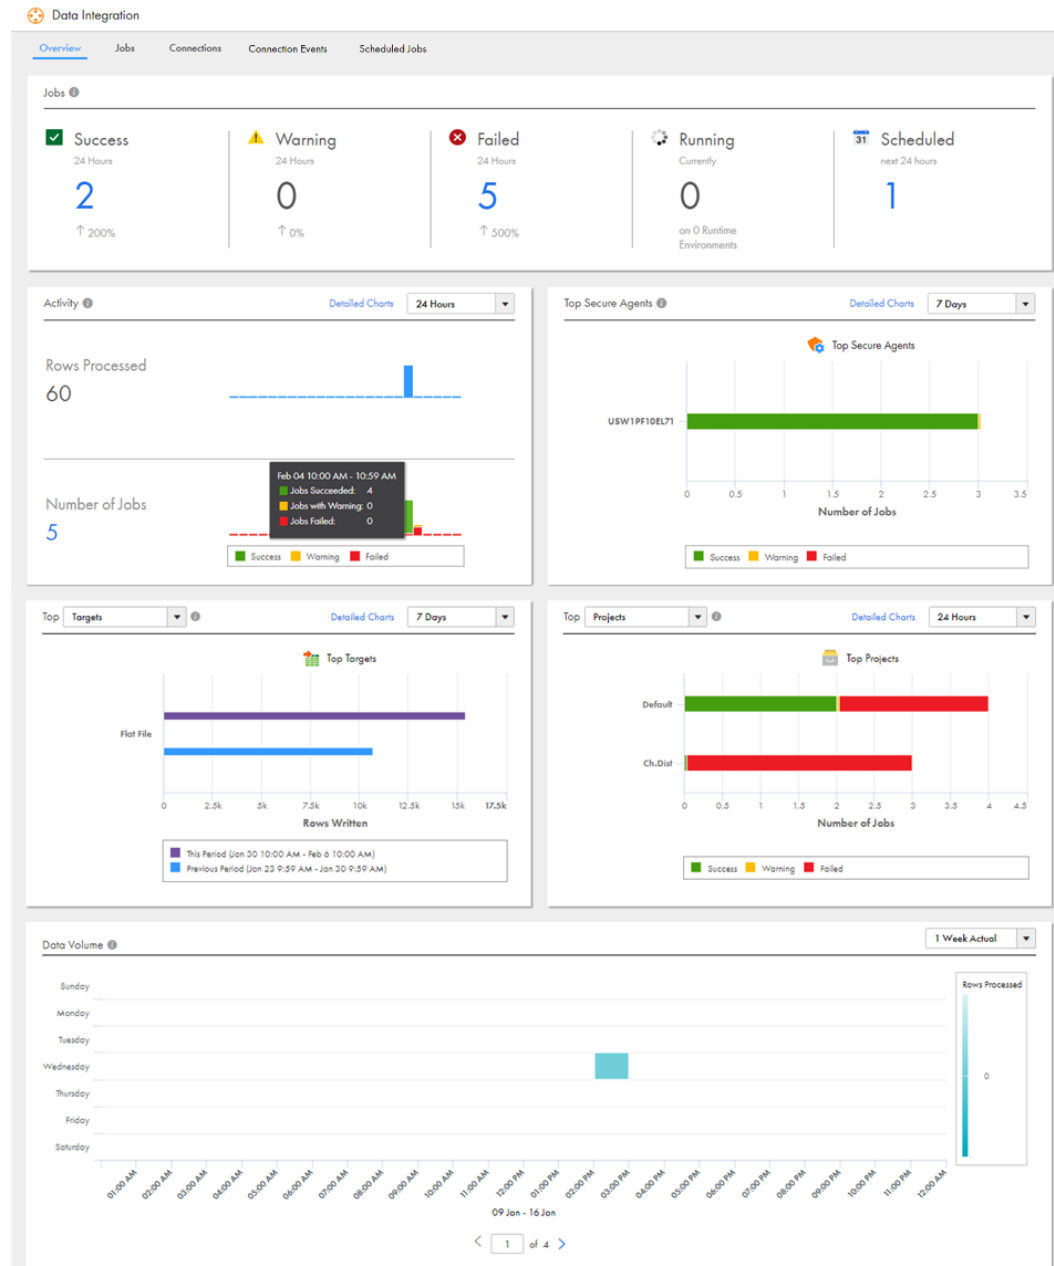 Data Integration
Overview Jobs Connections Connection Events Scheduled Jobs
Jobs
Success Warning Failed Running Scheduled
24 Hours 24 Hours 24 Hours Currently next 24 hours
2 0 5 0 1
↑ 200% ↑ 0% ↑ 500% on 0 Runtime
Environments
31
Activity Detailed Charts 24 Hours
Rows Processed
60
Feb 04 10:00 AM - 10:59 AM
Jobs Succeeded: 4
Jobs with Warning: 0
Jobs Failed: 0
Number of Jobs
5
Success Warning Failed
Top Secure Agents Detailed Charts 7 Days
Top Secure Agents
USW1PF10EL71
0 0.5 1 1.5 2 2.5 3 3.5
Number of Jobs
Success Warning Failed
Top Targets Detailed Charts 7 Days
Top Targets
Flat File
0 2.5k 5k 7.5k 10k 12.5k 15k 17.5k
Rows Written
This Period (Jan 30 10:00 AM - Feb 6 10:00 AM)
Previous Period (Jan 23 9:59 AM - Jan 30 9:59 AM)
Top Projects Detailed Charts 24 Hours
Top Projects
Default
Ch.Dist
0 0.5 1 1.5 2 2.5 3 3.5 4 4.5
Number of Jobs
Success Warning Failed
Data Volume 1 Week Actual
Rows Processed
0
Sunday
Monday
Tuesday
Wednesday
Thursday
Friday
Saturday
01:00 AM 02:00 AM 03:00 AM 04:00 AM 05:00 AM 06:00 AM 07:00 AM 08:00 AM 09:00 AM 10:00 AM 11:00 AM 12:00 PM 01:00 PM 02:00 PM 03:00 PM 04:00 PM 05:00 PM 06:00 PM 07:00 PM 08:00 PM 09:00 PM 10:00 PM 11:00 PM 12:00 AM
09 Jan - 16 Jan
< 1 of 4 >